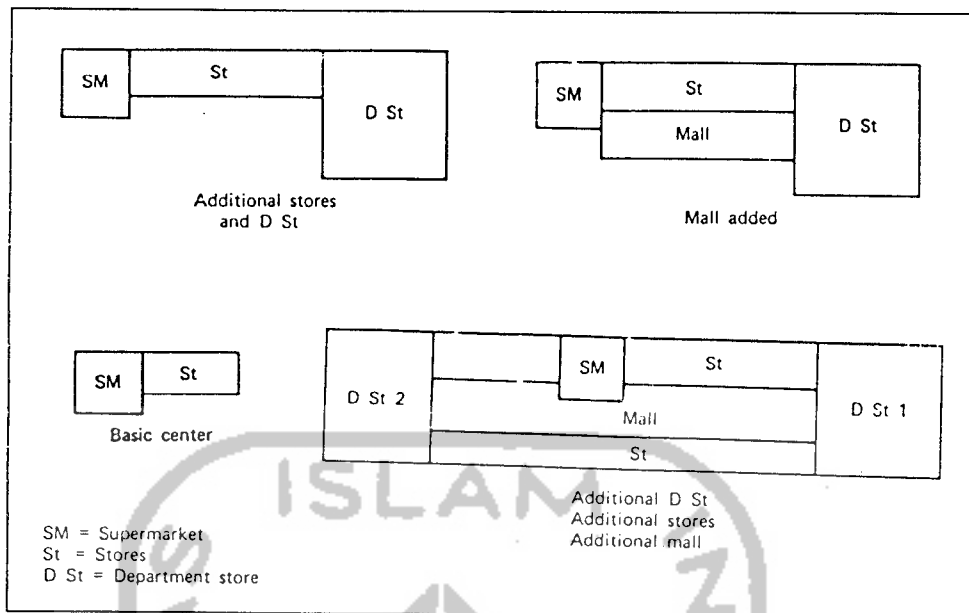 SM
St
D St
Additional stores
and D St
SM
St
Mall
D St
Mall added
SM
St
Basic center
D St 2
SM
St
Mall
St
D St 1
Additional D St
Additional stores
Additional mall
SM = Supermarket
St = Stores
D St = Department store
ISLAM